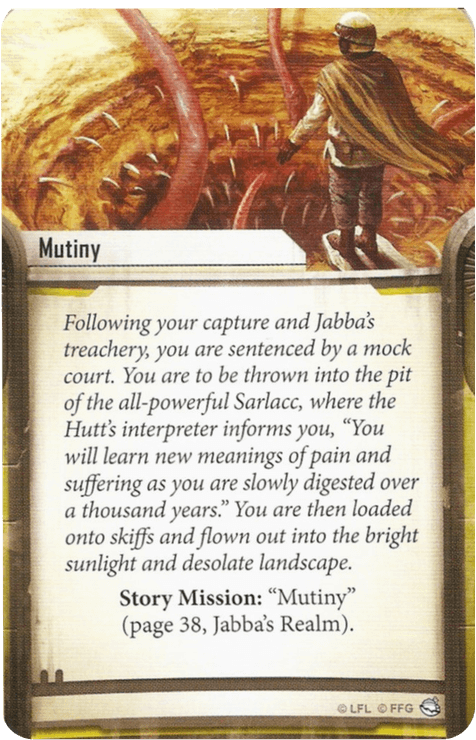 Mutiny
Following your capture and Jabba's
treachery, you are sentenced by a mock
court. You are to be thrown into the pit
of the all-powerful Sarlacc, where the
Hutt's interpreter informs you, “You
will learn new meanings of pain and
suffering as you are slowly digested over
a thousand years.” You are then loaded
onto skiffs and flown out into the bright
sunlight and desolate landscape.
Story Mission: “Mutiny”
(page 38, Jabba's Realm).
© LFL © FFG